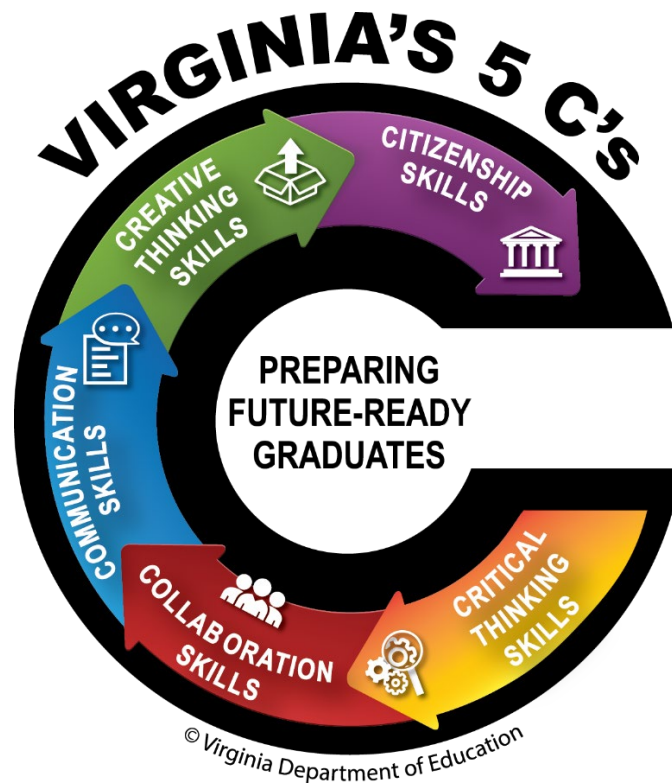 VIRGINIA'S 5 C's
CREATIVE
THINKING
SKILLS
CITIZENSHIP
SKILLS
PREPARING
FUTURE-READY
GRADUATES
COMMUNICATION
SKILLS
COLLABORATION
SKILLS
CRITICAL
THINKING
SKILLS
© Virginia Department of Education